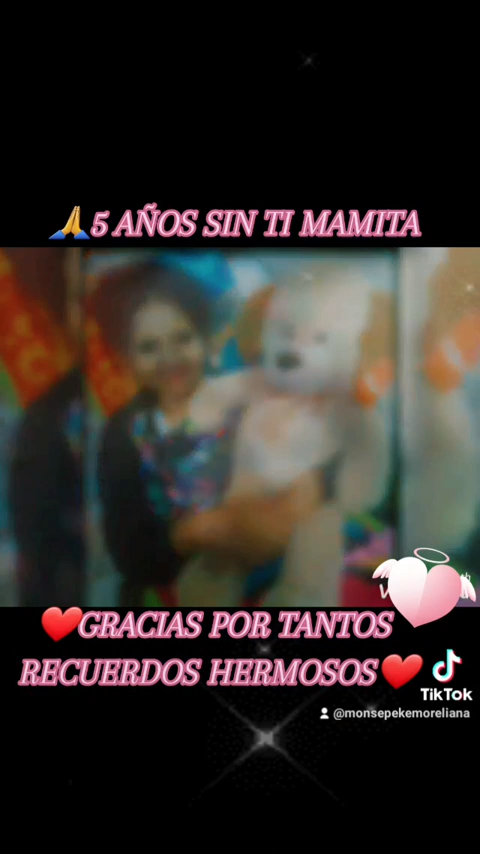 🙏5 AÑOS SIN TI MAMITA
❤️GRACIAS POR TANTOS
RECUERDOS HERMOSOS❤️
TikTok
@monsepekemoreliana